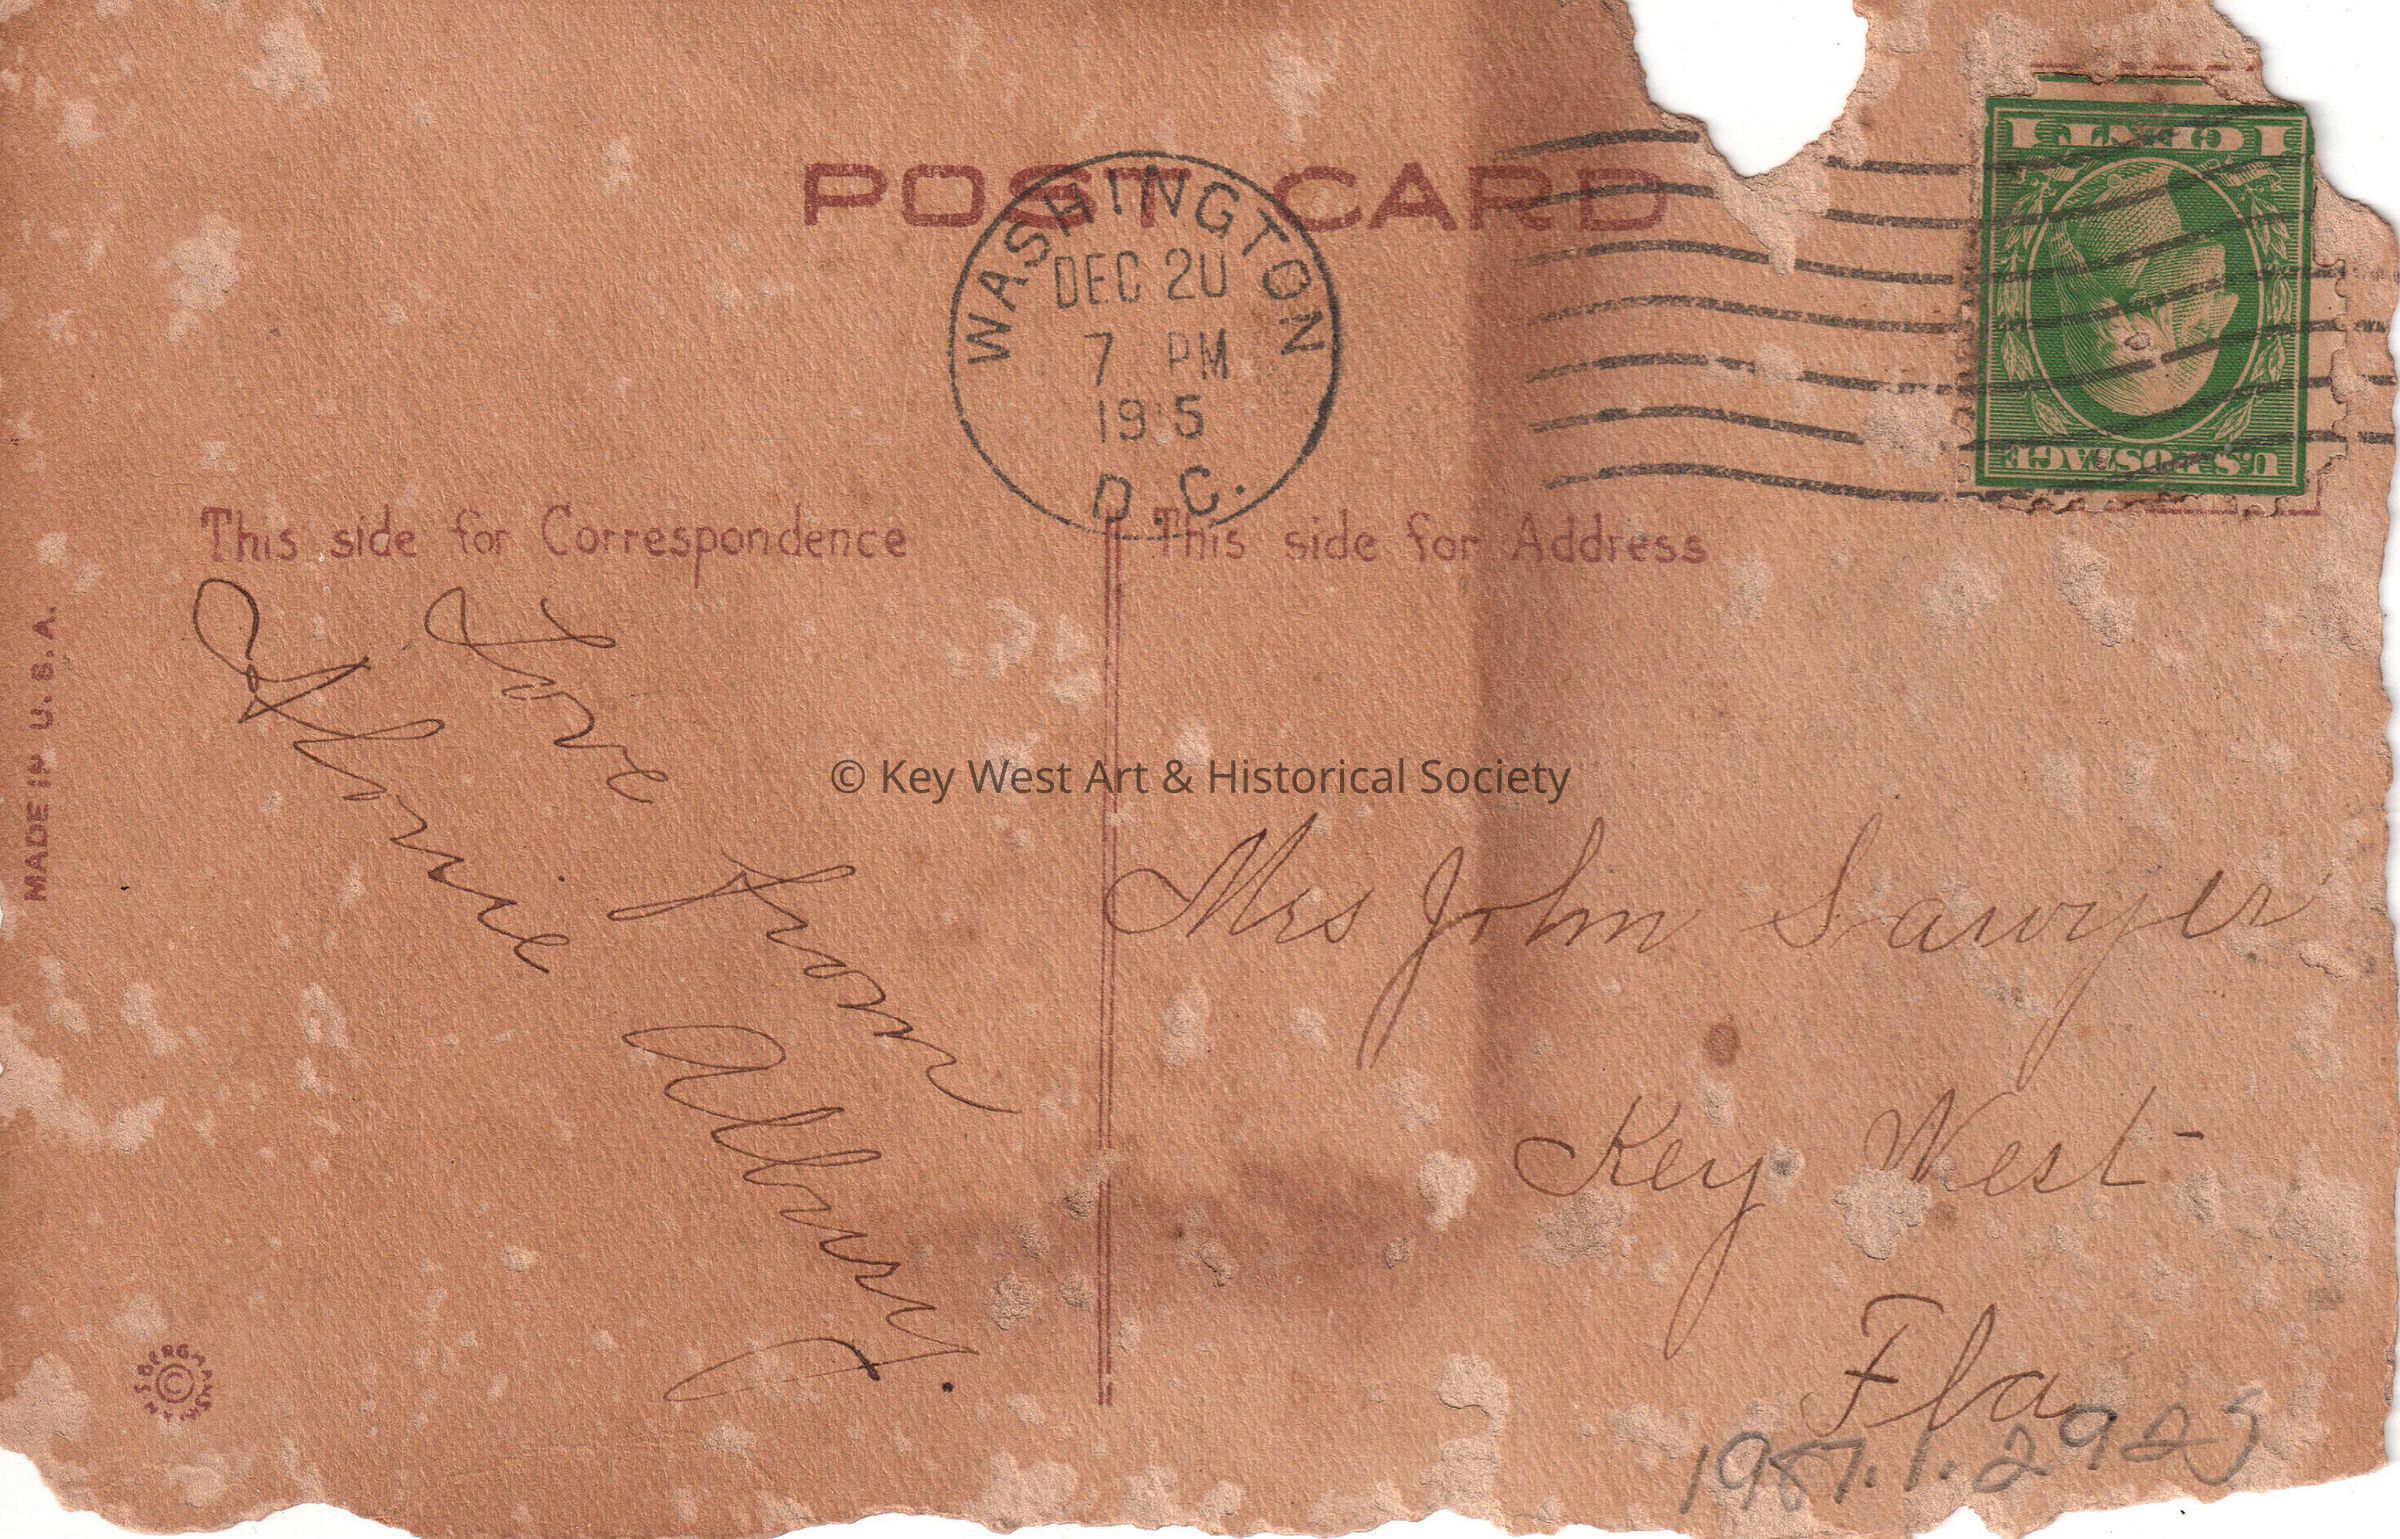 POST CARD
WASHINGTON
DEC 20
7 PM
1915
D.C.
1 CENT 1
U.S. POSTAGE
This side for Correspondence
This side for Address
Love from
Albury.
MADE IN U.S.A.
© Key West Art & Historical Society
Mrs John Sawyer
Key West
Fla
1987.1.292S
©